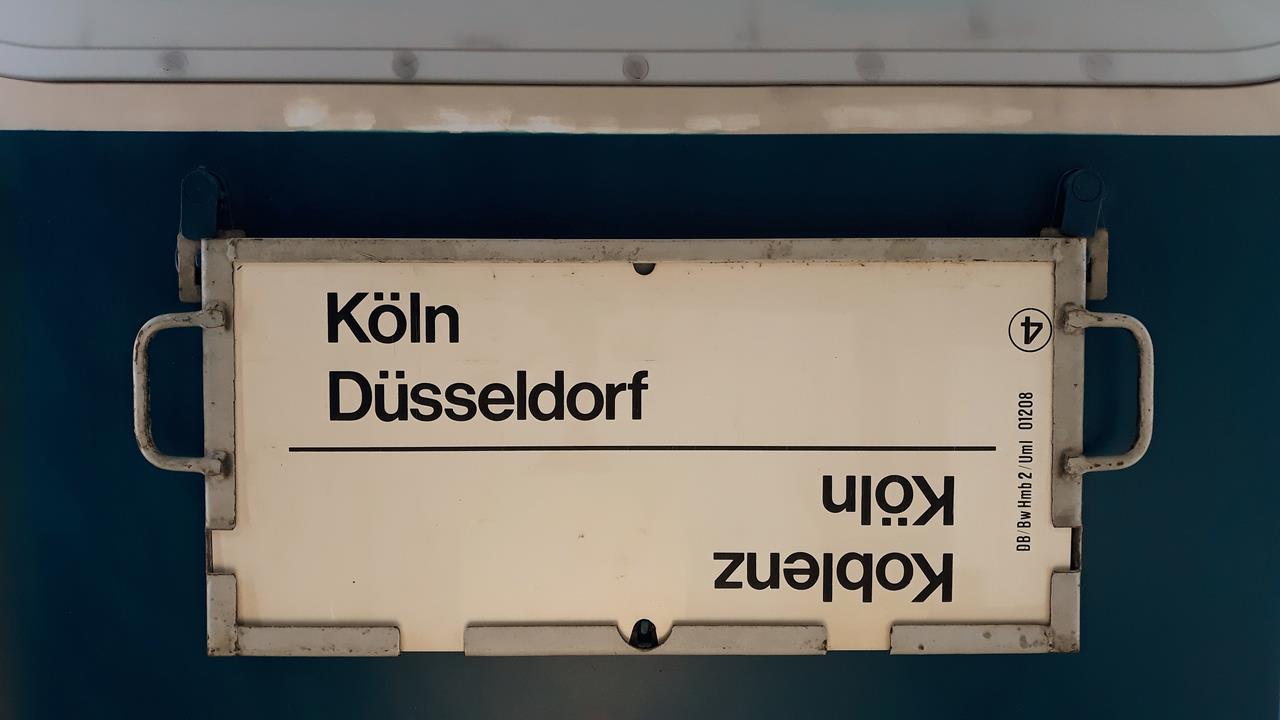 Köln
Düsseldorf
Koblenz
Köln
4
DB/Bw Hmb 2/Uml 01208